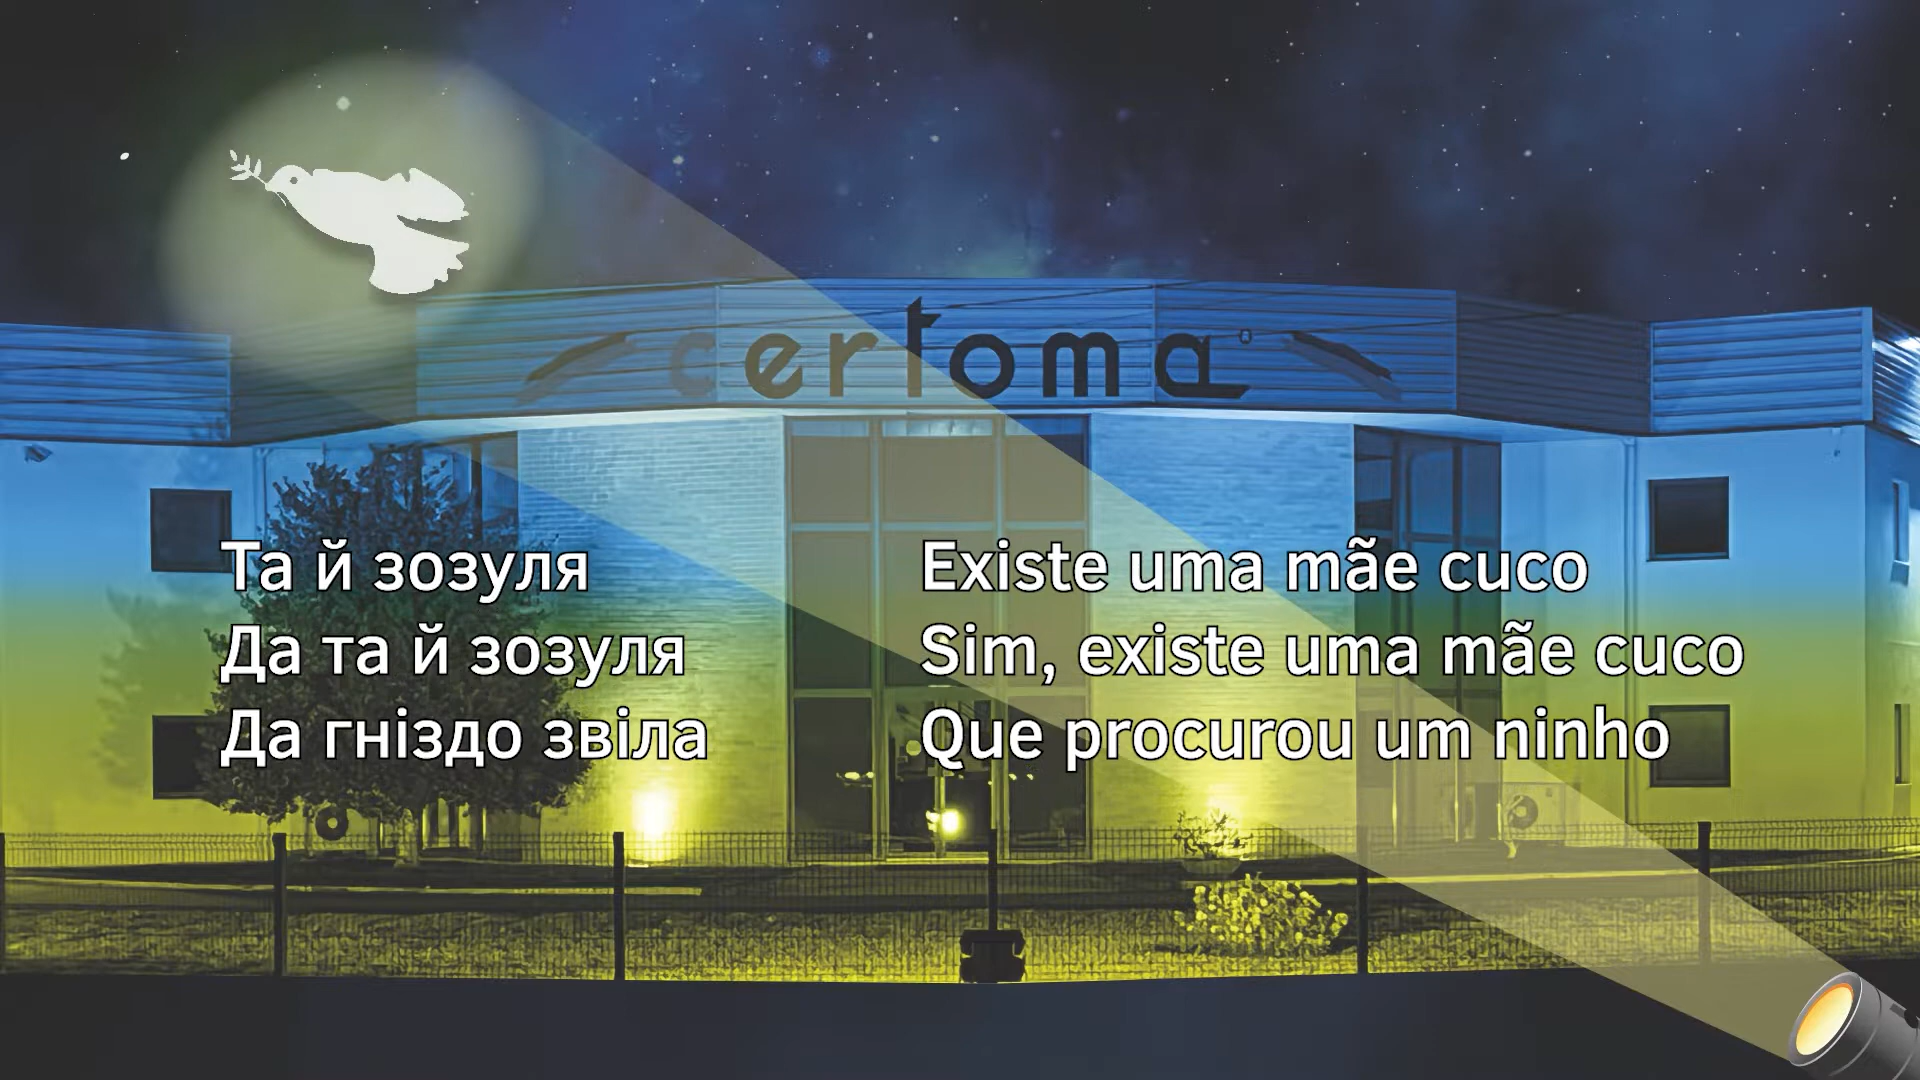 certoma®
Та й зозуля
Да та й зозуля
Да гніздо звіла
Existe uma mãe cuco
Sim, existe uma mãe cuco
Que procurou um ninho